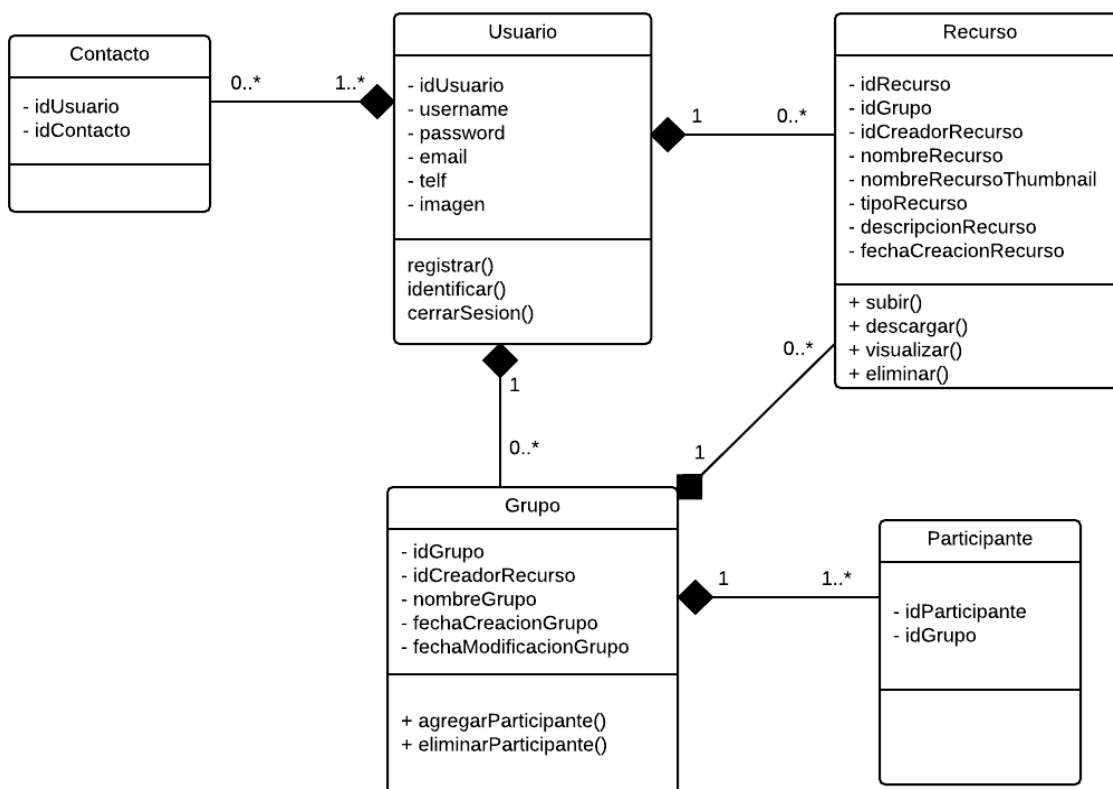 Contacto
- idUsuario
- idContacto
0..*
1..*
Usuario
- idUsuario
- username
- password
- email
- telf
- imagen
registrar()
identificar()
cerrarSesion()
1
0..*
Recurso
- idRecurso
- idGrupo
- idCreadorRecurso
- nombreRecurso
- nombreRecursoThumbnail
- tipoRecurso
- descripcionRecurso
- fechaCreacionRecurso
+ subir()
+ descargar()
+ visualizar()
+ eliminar()
1
0..*
0..*
1
Grupo
- idGrupo
- idCreadorRecurso
- nombreGrupo
- fechaCreacionGrupo
- fechaModificacionGrupo
+ agregarParticipante()
+ eliminarParticipante()
1
1..*
Participante
- idParticipante
- idGrupo